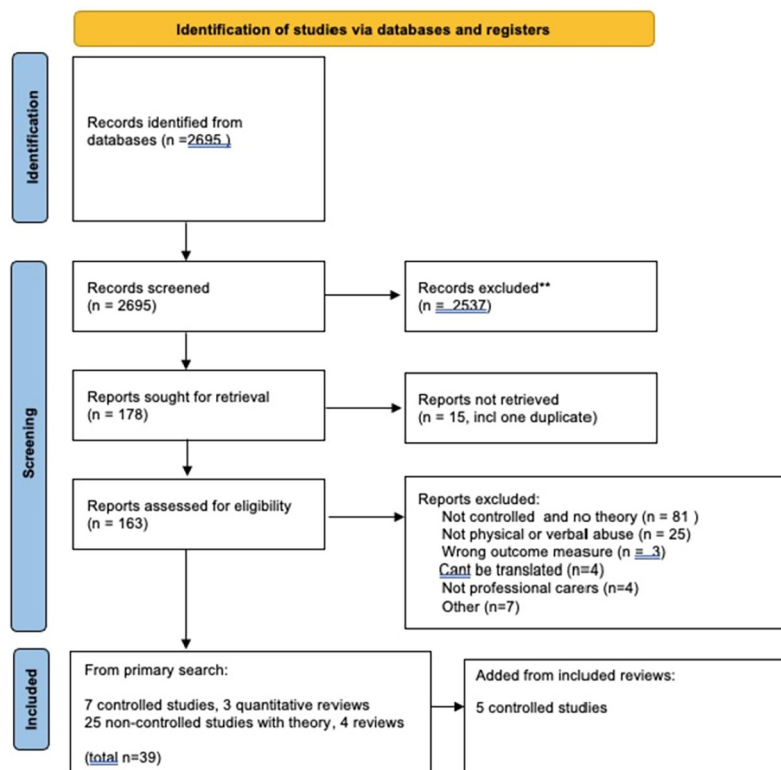 Identification of studies via databases and registers
Identification
Records identified from
databases (n =2695 )
Screening
Records screened
(n = 2695)
Records excluded**
(n = 2537)
Reports sought for retrieval
(n = 178)
Reports not retrieved
(n = 15, incl one duplicate)
Reports assessed for eligibility
(n = 163)
Reports excluded:
Not controlled and no theory (n = 81 )
Not physical or verbal abuse (n = 25)
Wrong outcome measure (n = 3)
Cant be translated (n=4)
Not professional carers (n=4)
Other (n=7)
Included
From primary search:
7 controlled studies, 3 quantitative reviews
25 non-controlled studies with theory, 4 reviews
(total n=39)
Added from included reviews:
5 controlled studies